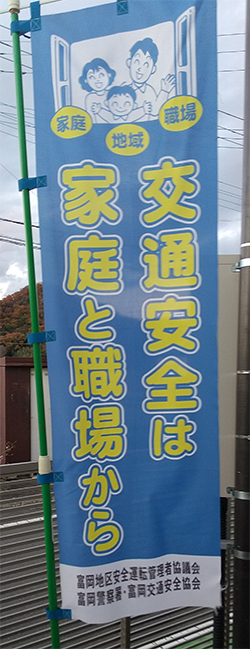 家庭
地域
職場
交通安全は
家庭と職場から
富岡地区安全運転管理者協議会
富岡警察署・富岡交通安全協会